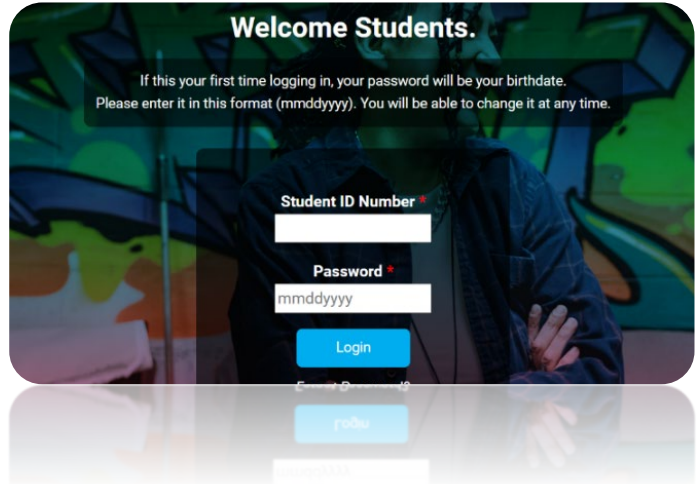 Welcome Students.
If this your first time logging in, your password will be your birthdate.
Please enter it in this format (mmddyyyy). You will be able to change it at any time.
Student ID Number *
Password *
mmddyyyy
Login